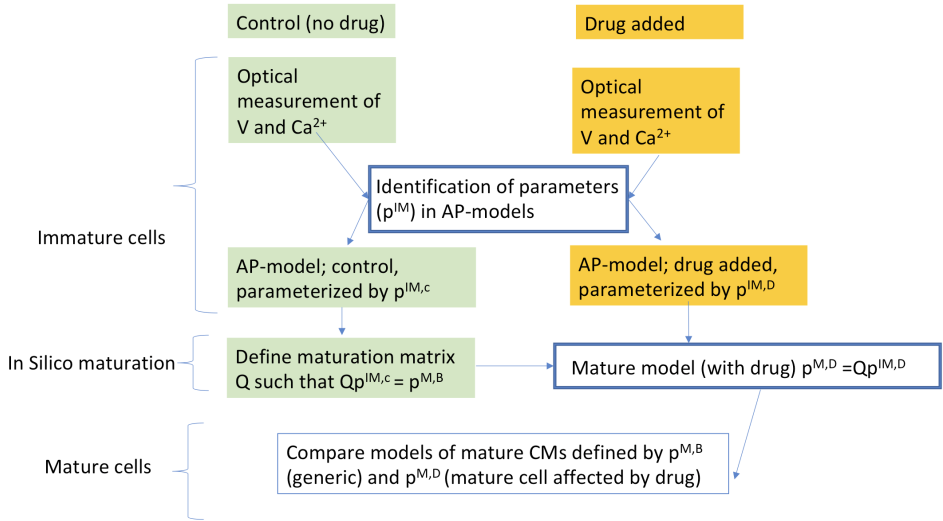 Control (no drug)
Drug added
Optical
measurement of
V and Ca²⁺
Optical
measurement of
V and Ca²⁺
Identification of parameters
(pᴵᴹ) in AP-models
Immature cells
AP-model; control,
parameterized by pᴵᴹ,ᶜ
AP-model; drug added,
parameterized by pᴵᴹ,ᴰ
In Silico maturation
Define maturation matrix
Q such that Qpᴵᴹ,ᶜ = pᴹ,ᴮ
Mature model (with drug) pᴹ,ᴰ =Qpᴵᴹ,ᴰ
Mature cells
Compare models of mature CMs defined by pᴹ,ᴮ
(generic) and pᴹ,ᴰ (mature cell affected by drug)